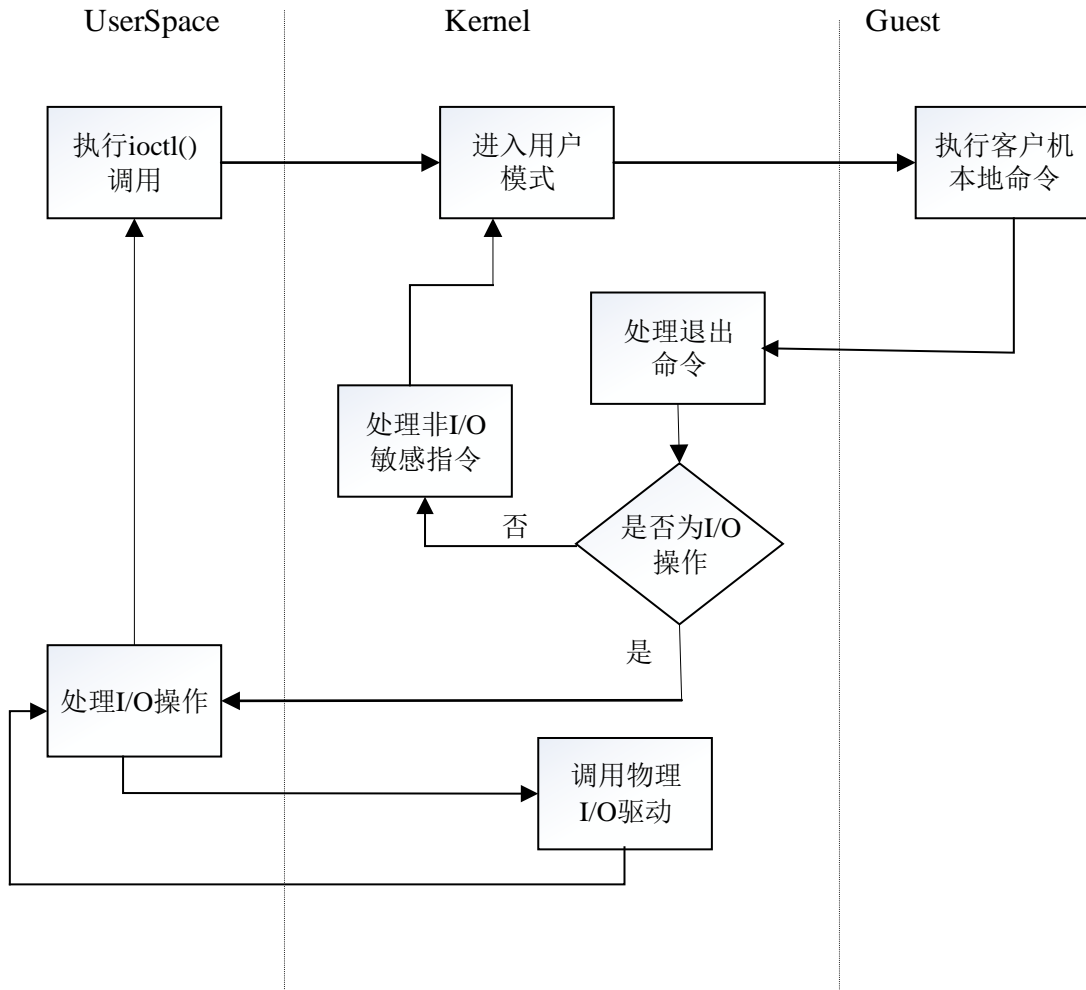 UserSpace
Kernel
Guest
执行ioctl()
调用
进入用户
模式
执行客户机
本地命令
处理退出
命令
处理非I/O
敏感指令
否
是否为I/O
操作
是
处理I/O操作
调用物理
I/O驱动